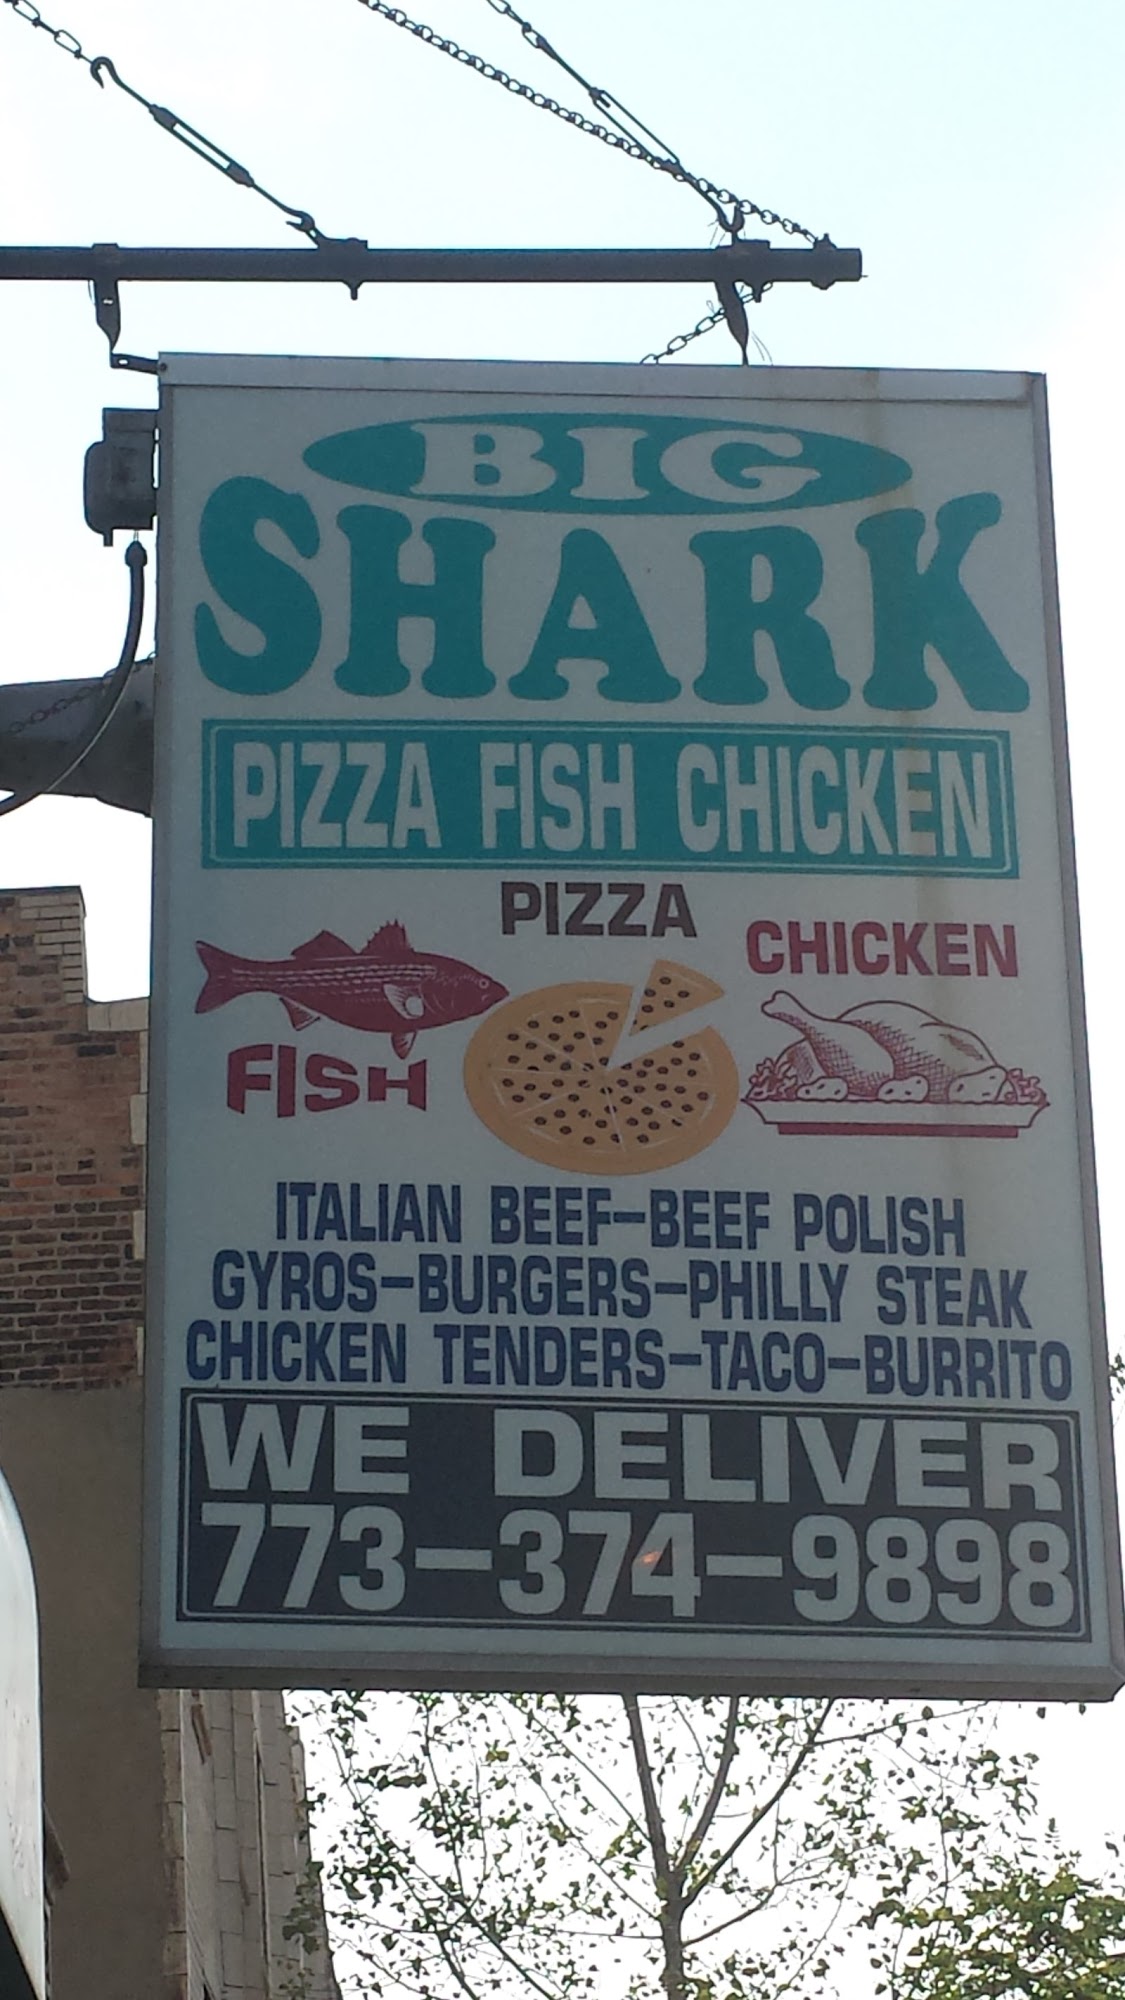 BIG
SHARK
PIZZA FISH CHICKEN
PIZZA
CHICKEN
FISH
ITALIAN BEEF-BEEF POLISH
GYROS-BURGERS-PHILLY STEAK
CHICKEN TENDERS-TACO-BURRITO
WE DELIVER
773-374-9898